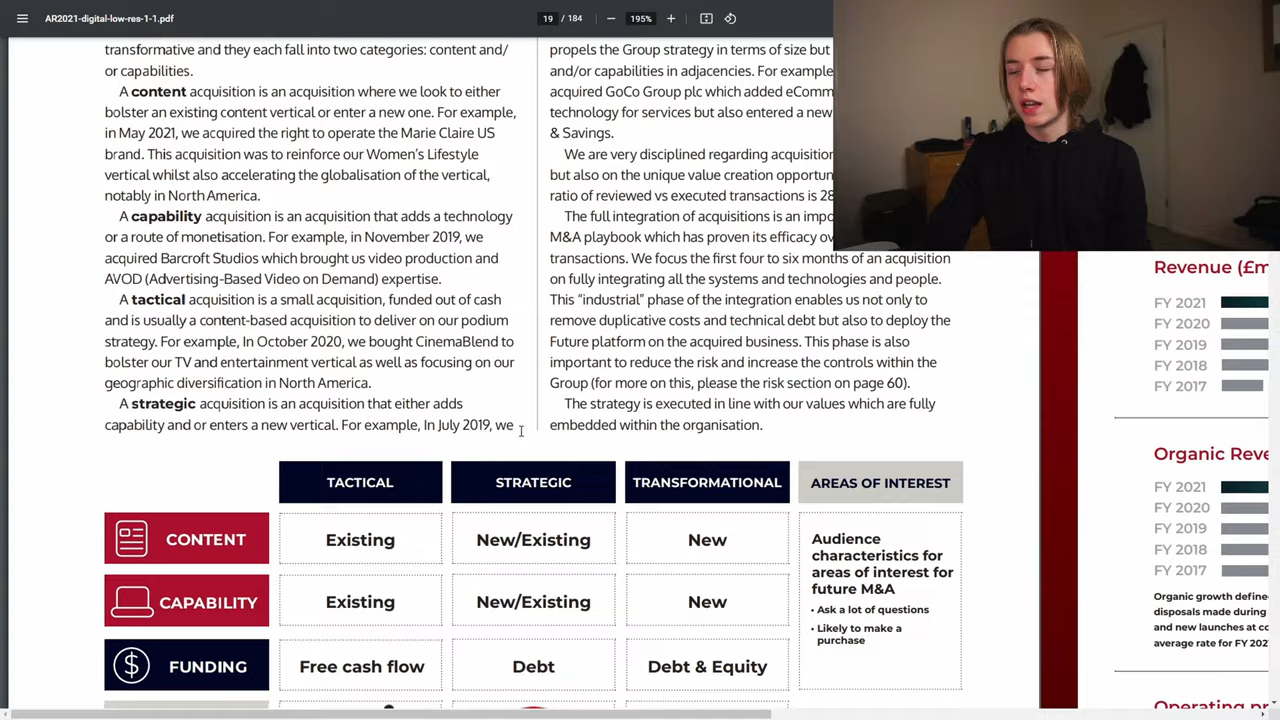 AR2021-digital-low-res-1-1.pdf
19 / 184
195%
transformative and they each fall into two categories: content and/
or capabilities.
A content acquisition is an acquisition where we look to either
bolster an existing content vertical or enter a new one. For example,
in May 2021, we acquired the right to operate the Marie Claire US
brand. This acquisition was to reinforce our Women's Lifestyle
vertical whilst also accelerating the globalisation of the vertical,
notably in North America.
A capability acquisition is an acquisition that adds a technology
or a route of monetisation. For example, in November 2019, we
acquired Barcroft Studios which brought us video production and
AVOD (Advertising-Based Video on Demand) expertise.
A tactical acquisition is a small acquisition, funded out of cash
and is usually a content-based acquisition to deliver on our podium
strategy. For example, In October 2020, we bought CinemaBlend to
bolster our TV and entertainment vertical as well as focusing on our
geographic diversification in North America.
A strategic acquisition is an acquisition that either adds
capability and or enters a new vertical. For example, In July 2019, we
propels the Group strategy in terms of size but
and/or capabilities in adjacencies. For example
acquired GoCo Group plc which added eComm
technology for services but also entered a new
& Savings.
We are very disciplined regarding acquisition
but also on the unique value creation opportun
ratio of reviewed vs executed transactions is 28
The full integration of acquisitions is an impo
M&A playbook which has proven its efficacy ov
transactions. We focus the first four to six months of an acquisition
on fully integrating all the systems and technologies and people.
This "industrial" phase of the integration enables us not only to
remove duplicative costs and technical debt but also to deploy the
Future platform on the acquired business. This phase is also
important to reduce the risk and increase the controls within the
Group (for more on this, please the risk section on page 60).
The strategy is executed in line with our values which are fully
embedded within the organisation.
TACTICAL STRATEGIC TRANSFORMATIONAL AREAS OF INTEREST
CONTENT Existing New/Existing New
CAPABILITY Existing New/Existing New
FUNDING Free cash flow Debt Debt & Equity
Audience
characteristics for
areas of interest for
future M&A
• Ask a lot of questions
• Likely to make a
purchase
Revenue (£m
FY 2021
FY 2020
FY 2019
FY 2018
FY 2017
Organic Reve
FY 2021
FY 2020
FY 2019
FY 2018
FY 2017
Organic growth define
disposals made during
and new launches at co
average rate for FY 202
Operating pr